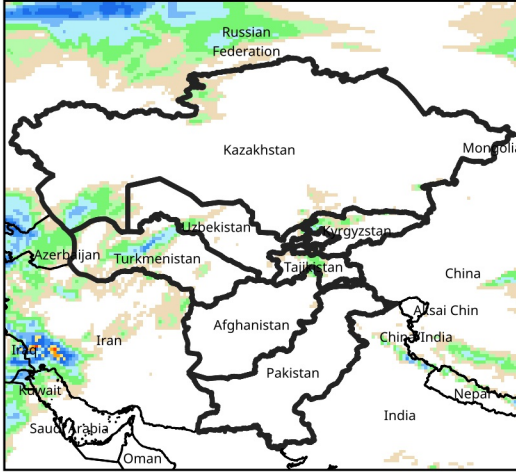 Russian
Federation
Kazakhstan
Mongolia
Uzbekistan
Kyrgyzstan
Azerbaijan
Turkmenistan
Tajikistan
China
Aksai Chin
Afghanistan
China/India
Iran
Iraq
Pakistan
Kuwait
Nepal
India
Saudi Arabia
Oman